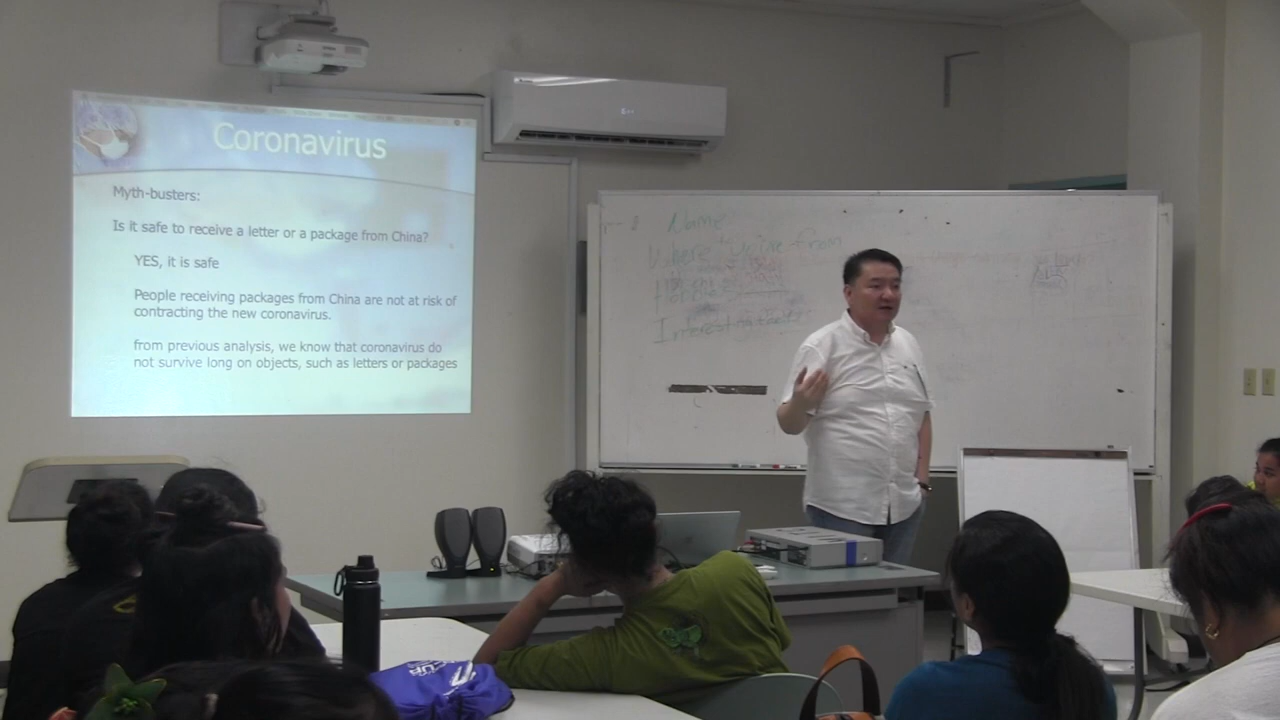 Coronavirus
Myth-busters:
Is it safe to receive a letter or a package from China?
YES, it is safe
People receiving packages from China are not at risk of
contracting the new coronavirus.
from previous analysis, we know that coronavirus do
not survive long on objects, such as letters or packages
Name
Where from